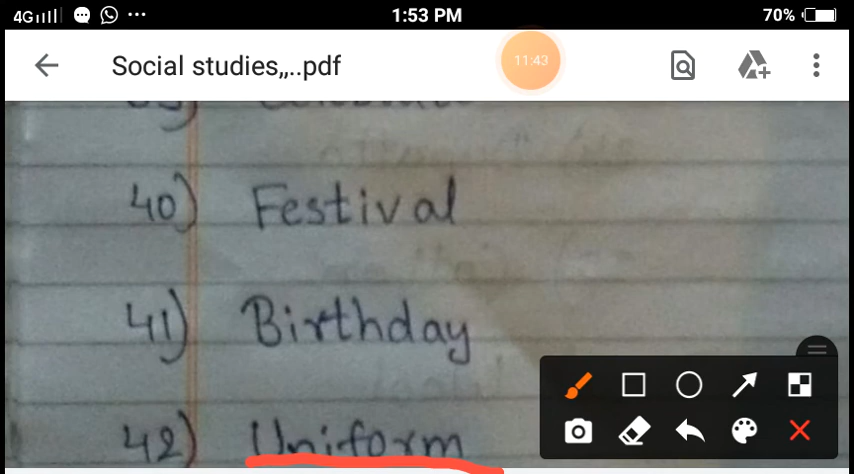 4G 1:53 PM 70%
Social studies,,..pdf 11:43
40) Festival
41) Birthday
42) Uniform